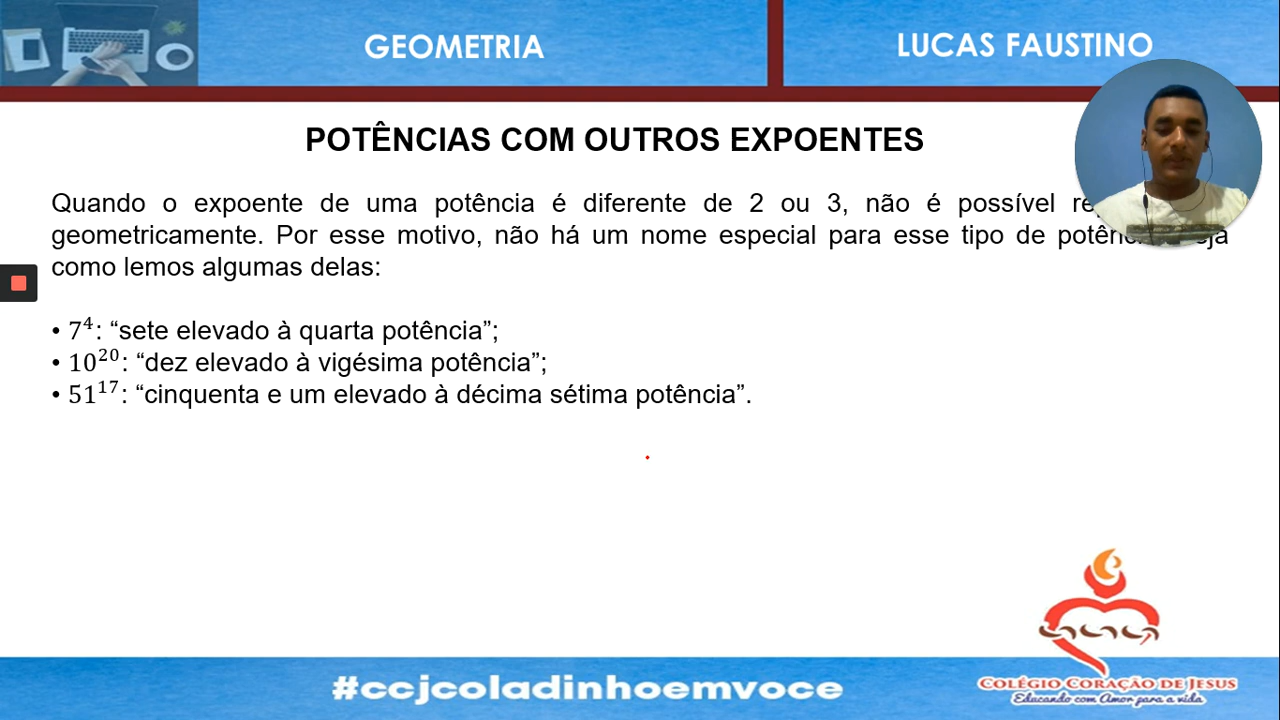 GEOMETRIA
LUCAS FAUSTINO
POTÊNCIAS COM OUTROS EXPOENTES
Quando o expoente de uma potência é diferente de 2 ou 3, não é possível
geometricamente. Por esse motivo, não há um nome especial para esse tipo de
como lemos algumas delas:
• 7⁴: “sete elevado à quarta potência”;
• 10²⁰: “dez elevado à vigésima potência”;
• 51¹⁷: “cinquenta e um elevado à décima sétima potência”.
#ccjcoladinhoemvoce
COLÉGIO CORAÇÃO DE JESUS
Educando com Amor para a vida